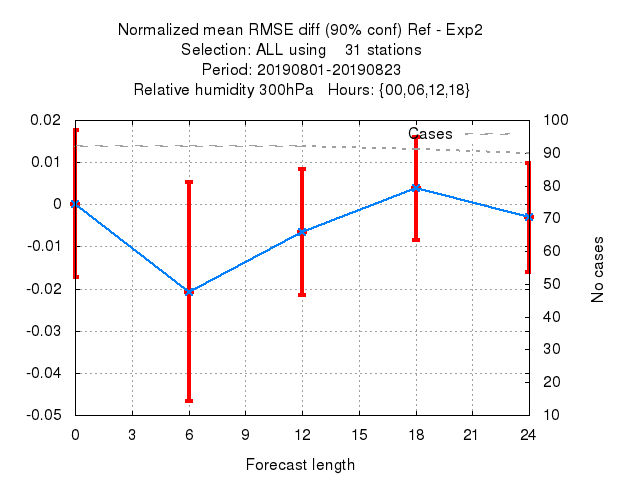 Normalized mean RMSE diff (90% conf) Ref - Exp2
Selection: ALL using    31 stations
Period: 20190801-20190823
Relative humidity 300hPa   Hours: {00,06,12,18}
Cases
0.02
0.01
0
-0.01
-0.02
-0.03
-0.04
-0.05
100
90
80
70
60
50
40
30
20
10
No cases
0 3 6 9 12 15 18 21 24
Forecast length